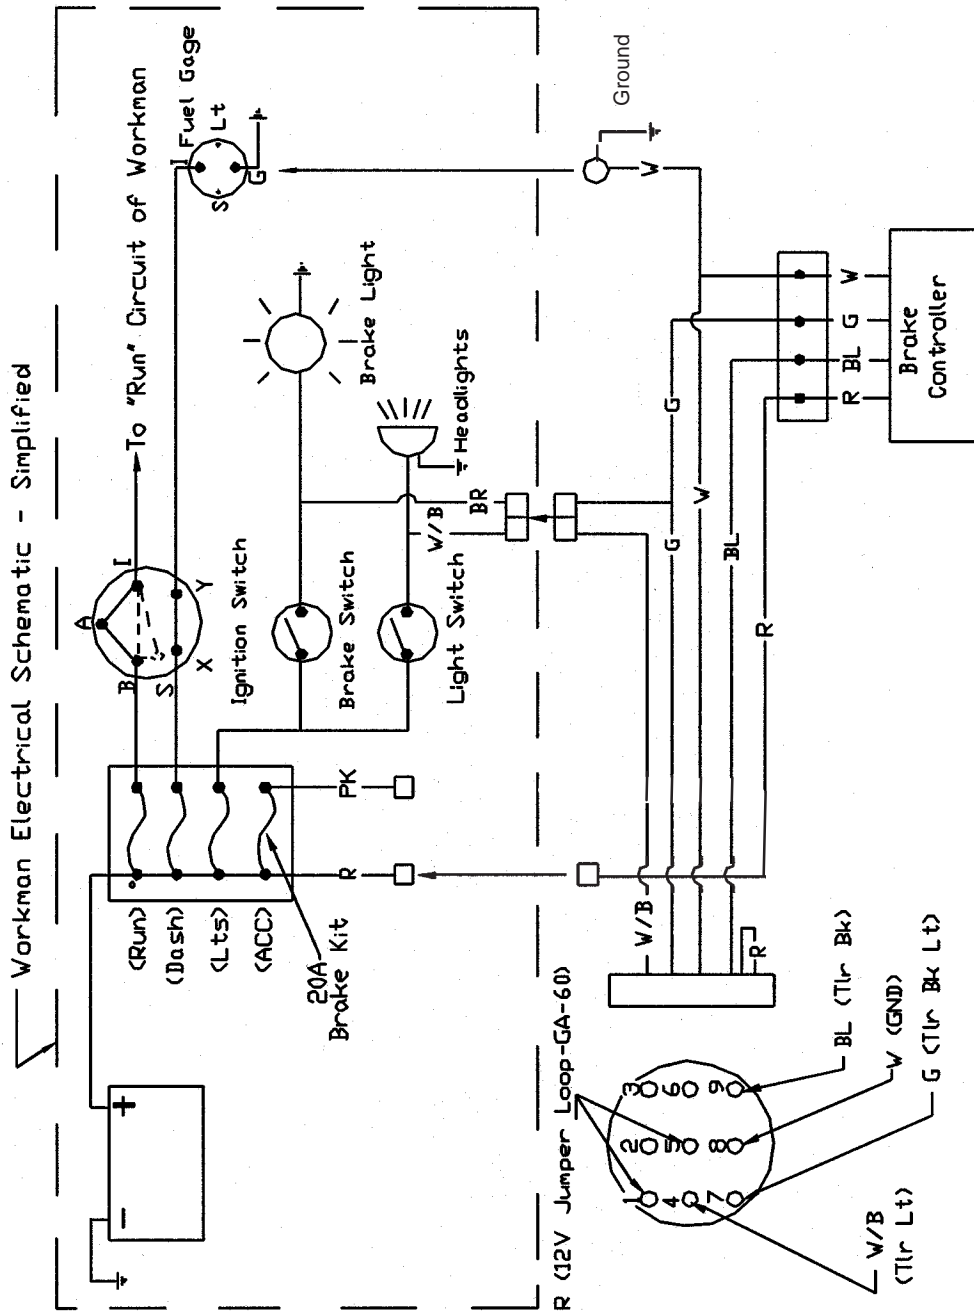 Workman Electrical Schematic - Simplified
To "Run" Circuit of Workman
Fuel Gage
I
Lt
S
G
A
B
I
S
X
Y
Ignition Switch
Brake Light
Brake Switch
Headlights
Light Switch
(Run)
(Dash)
(Lts)
(ACC)
20A
Brake Kit
R
PK
W/B
BR
+
-
R (12V Jumper Loop-GA-60)
Ground
W
W/B
G
G
W
BL
R
R
R
BL
G
W
Brake
Controller
1
2
3
4
5
6
7
8
9
W/B
(Tlr Lt)
BL (Tlr Bk)
W (GND)
G (Tlr Bk Lt)